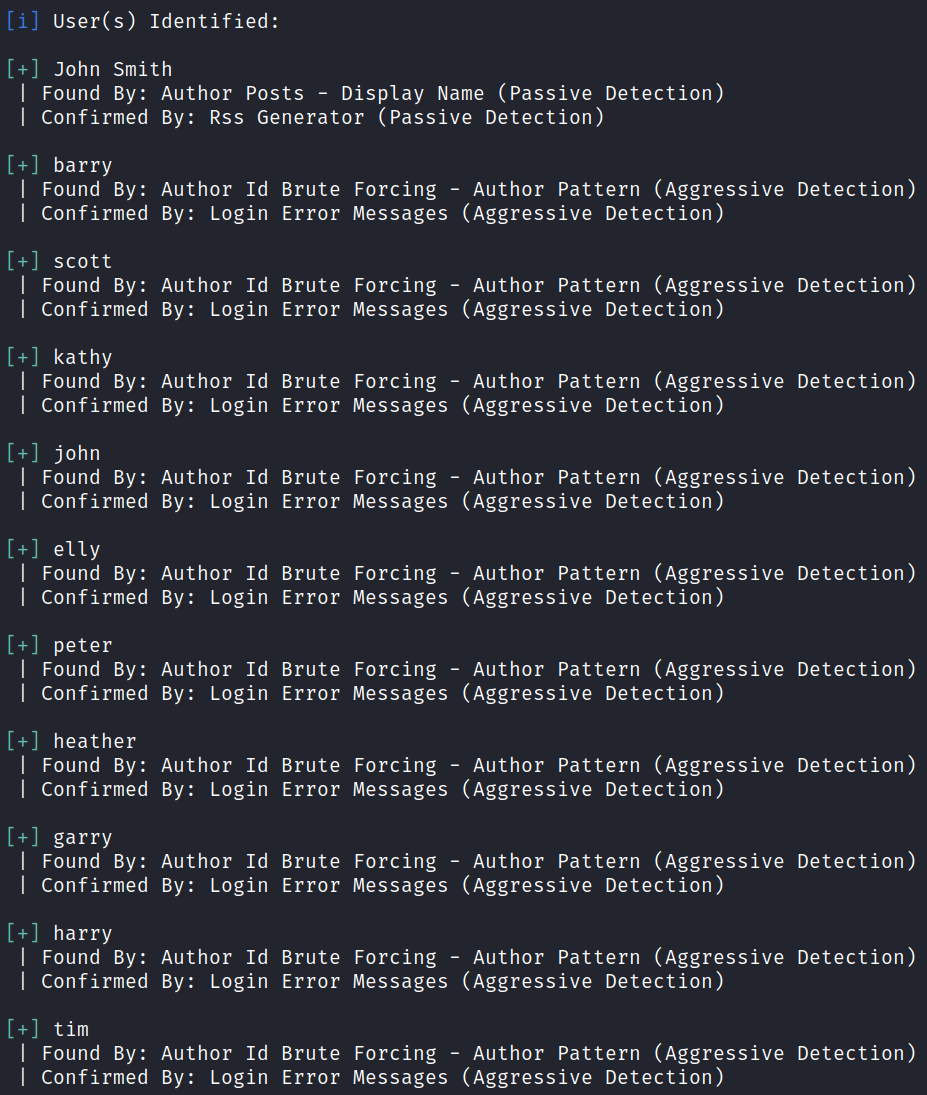 [i] User(s) Identified:
[+] John Smith
| Found By: Author Posts - Display Name (Passive Detection)
| Confirmed By: Rss Generator (Passive Detection)
[+] barry
| Found By: Author Id Brute Forcing - Author Pattern (Aggressive Detection)
| Confirmed By: Login Error Messages (Aggressive Detection)
[+] scott
| Found By: Author Id Brute Forcing - Author Pattern (Aggressive Detection)
| Confirmed By: Login Error Messages (Aggressive Detection)
[+] kathy
| Found By: Author Id Brute Forcing - Author Pattern (Aggressive Detection)
| Confirmed By: Login Error Messages (Aggressive Detection)
[+] john
| Found By: Author Id Brute Forcing - Author Pattern (Aggressive Detection)
| Confirmed By: Login Error Messages (Aggressive Detection)
[+] elly
| Found By: Author Id Brute Forcing - Author Pattern (Aggressive Detection)
| Confirmed By: Login Error Messages (Aggressive Detection)
[+] peter
| Found By: Author Id Brute Forcing - Author Pattern (Aggressive Detection)
| Confirmed By: Login Error Messages (Aggressive Detection)
[+] heather
| Found By: Author Id Brute Forcing - Author Pattern (Aggressive Detection)
| Confirmed By: Login Error Messages (Aggressive Detection)
[+] garry
| Found By: Author Id Brute Forcing - Author Pattern (Aggressive Detection)
| Confirmed By: Login Error Messages (Aggressive Detection)
[+] harry
| Found By: Author Id Brute Forcing - Author Pattern (Aggressive Detection)
| Confirmed By: Login Error Messages (Aggressive Detection)
[+] tim
| Found By: Author Id Brute Forcing - Author Pattern (Aggressive Detection)
| Confirmed By: Login Error Messages (Aggressive Detection)